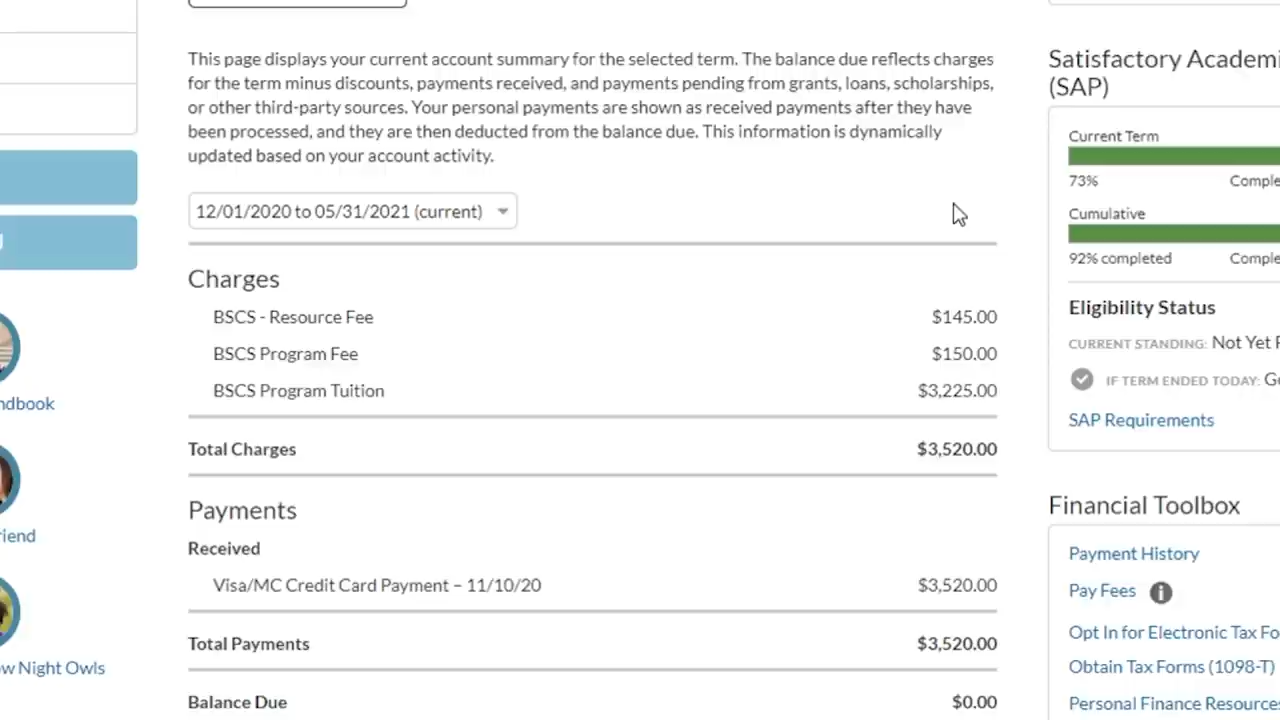 This page displays your current account summary for the selected term. The balance due reflects charges
for the term minus discounts, payments received, and payments pending from grants, loans, scholarships,
or other third-party sources. Your personal payments are shown as received payments after they have
been processed, and they are then deducted from the balance due. This information is dynamically
updated based on your account activity.
12/01/2020 to 05/31/2021 (current)
Charges
BSCS - Resource Fee $145.00
BSCS Program Fee $150.00
BSCS Program Tuition $3,225.00
Total Charges $3,520.00
Payments
Received
Visa/MC Credit Card Payment – 11/10/20 $3,520.00
Total Payments $3,520.00
Balance Due $0.00
ndbook
riend
w Night Owls
Satisfactory Academi
(SAP)
Current Term
73% Comple
Cumulative
92% completed Comple
Eligibility Status
CURRENT STANDING: Not Yet
IF TERM ENDED TODAY: G
SAP Requirements
Financial Toolbox
Payment History
Pay Fees
Opt In for Electronic Tax Fo
Obtain Tax Forms (1098-T)
Personal Finance Resources